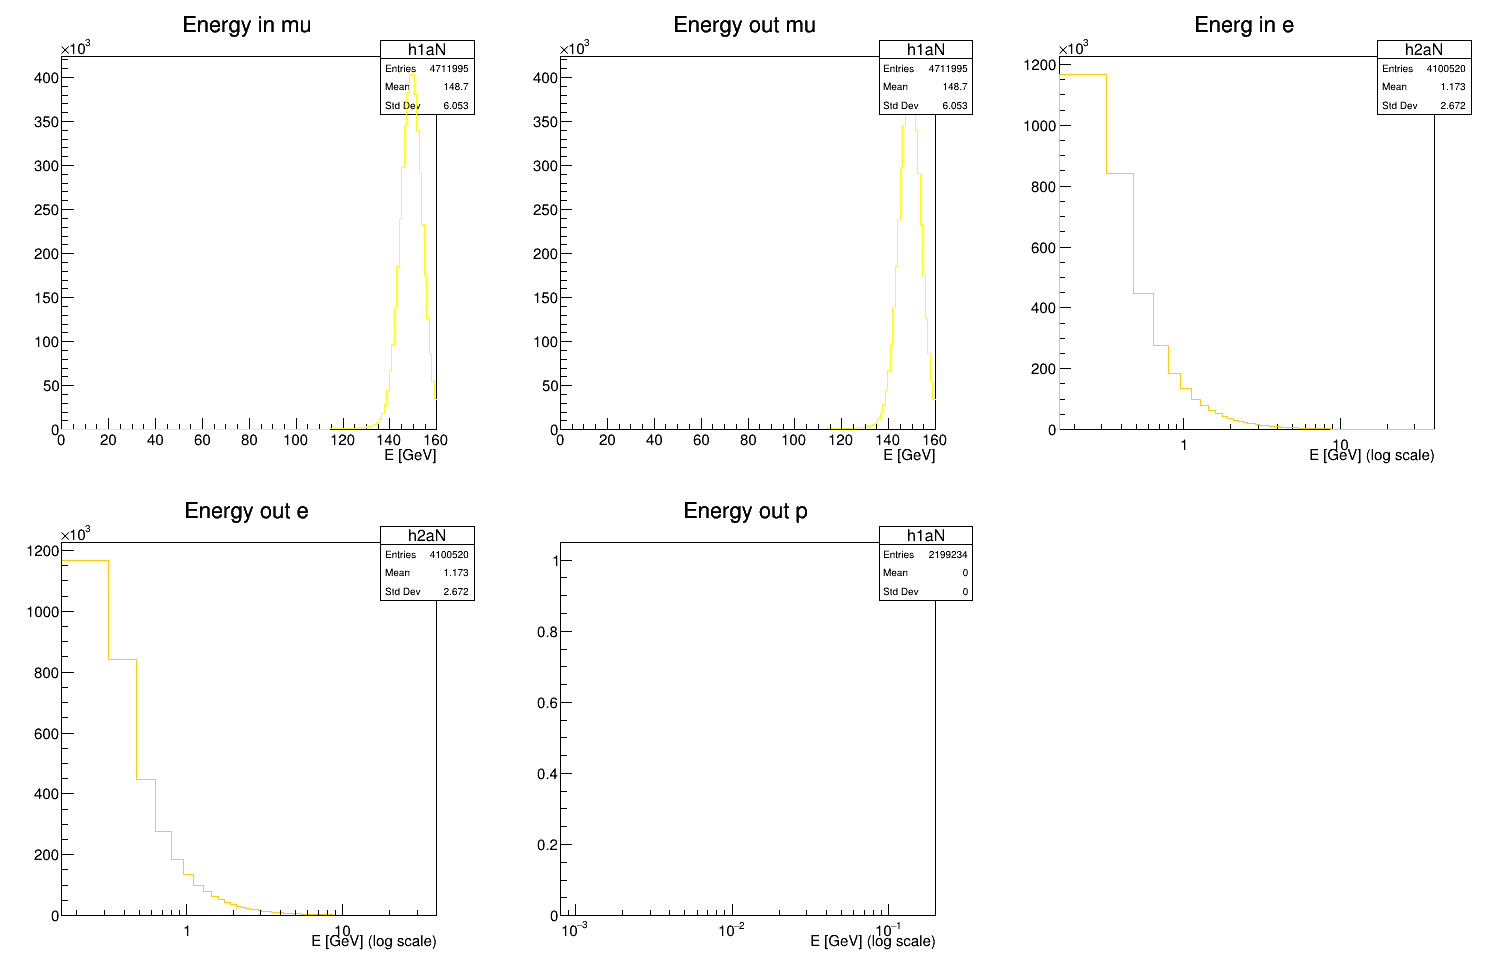 Energy in mu
×10³
h1aN
Entries 4711995
Mean 148.7
Std Dev 6.053
400
350
300
250
200
150
100
50
0
0 20 40 60 80 100 120 140 160
E [GeV]
Energy out mu
×10³
h1aN
Entries 4711995
Mean 148.7
Std Dev 6.053
400
350
300
250
200
150
100
50
0
0 20 40 60 80 100 120 140 160
E [GeV]
Energ in e
×10³
h2aN
Entries 4100520
Mean 1.173
Std Dev 2.672
1200
1000
800
600
400
200
0
1 10
E [GeV] (log scale)
Energy out e
×10³
h2aN
Entries 4100520
Mean 1.173
Std Dev 2.672
1200
1000
800
600
400
200
0
1 10
E [GeV] (log scale)
Energy out p
h1aN
Entries 2199234
Mean 0
Std Dev 0
1
0.8
0.6
0.4
0.2
0
10⁻³ 10⁻² 10⁻¹
E [GeV] (log scale)